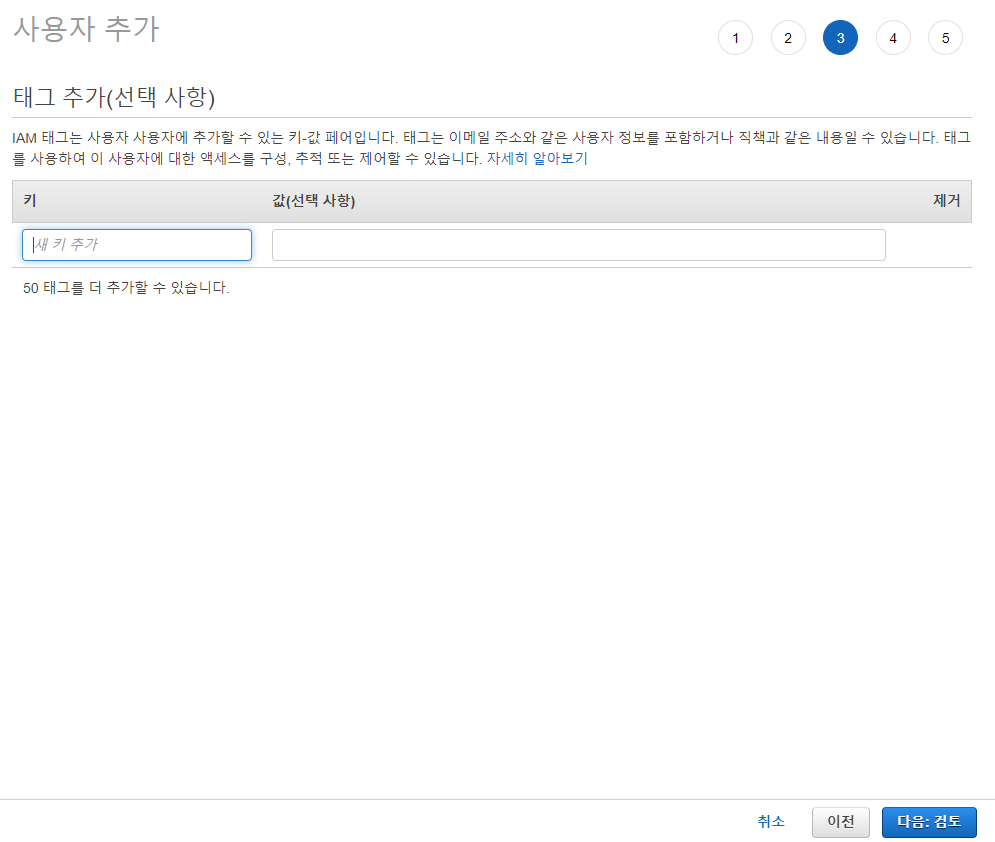 사용자 추가
1 2 3 4 5
태그 추가(선택 사항)
IAM 태그는 사용자 사용자에 추가할 수 있는 키-값 페어입니다. 태그는 이메일 주소와 같은 사용자 정보를 포함하거나 직책과 같은 내용일 수 있습니다. 태그
를 사용하여 이 사용자에 대한 액세스를 구성, 추적 또는 제어할 수 있습니다. 자세히 알아보기
키 값(선택 사항) 제거
새 키 추가
50 태그를 더 추가할 수 있습니다.
취소 이전 다음: 검토